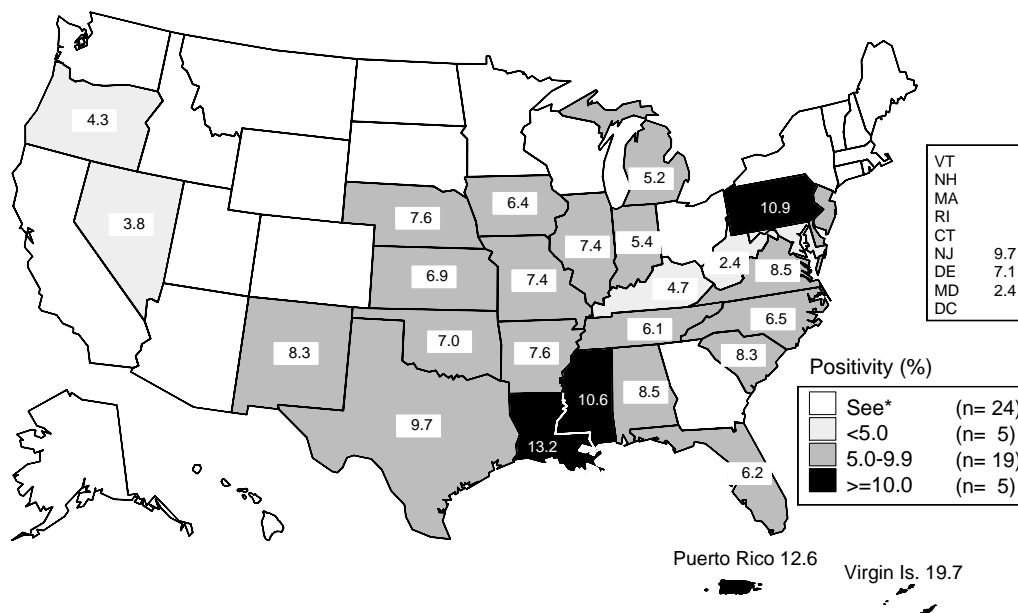 4.3
3.8
7.6
6.4
5.2
10.9
7.4
5.4
2.4
8.5
6.9
7.4
4.7
8.3
7.0
7.6
6.1
6.5
8.3
9.7
13.2
10.6
8.5
6.2
VT
NH
MA
RI
CT
NJ 9.7
DE 7.1
MD 2.4
DC
Positivity (%)
See* (n= 24)
<5.0 (n= 5)
5.0-9.9 (n= 19)
>=10.0 (n= 5)
Puerto Rico 12.6
Virgin Is. 19.7